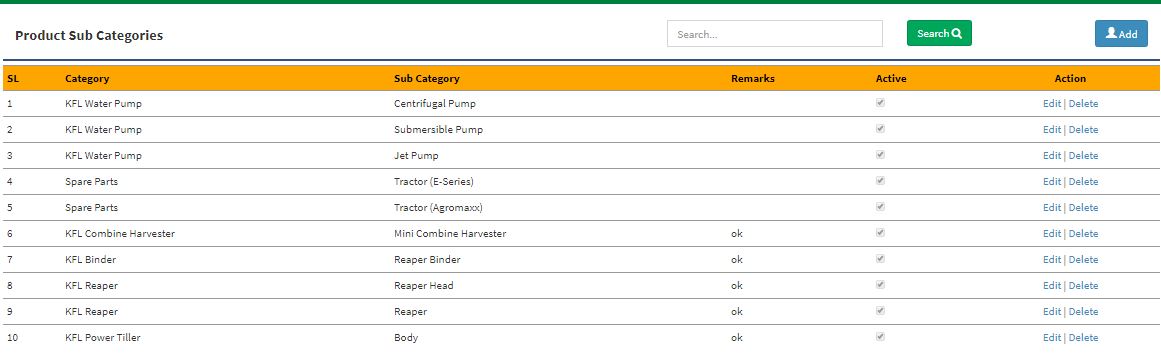 Product Sub Categories Search... Search Add
SL Category Sub Category Remarks Active Action
1 KFL Water Pump Centrifugal Pump Edit | Delete
2 KFL Water Pump Submersible Pump Edit | Delete
3 KFL Water Pump Jet Pump Edit | Delete
4 Spare Parts Tractor (E-Series) Edit | Delete
5 Spare Parts Tractor (Agromaxx) Edit | Delete
6 KFL Combine Harvester Mini Combine Harvester ok Edit | Delete
7 KFL Binder Reaper Binder ok Edit | Delete
8 KFL Reaper Reaper Head ok Edit | Delete
9 KFL Reaper Reaper ok Edit | Delete
10 KFL Power Tiller Body ok Edit | Delete